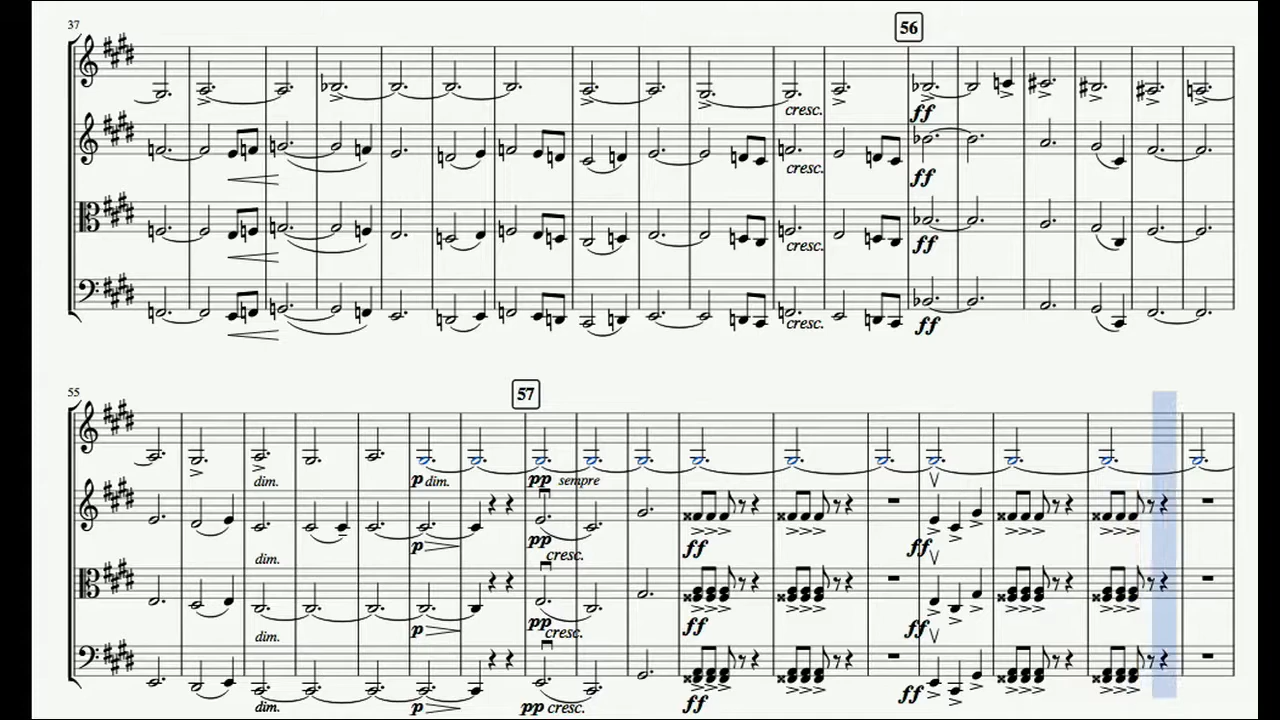 37
56
cresc.
ff
cresc.
ff
cresc.
ff
cresc.
ff
55
57
dim.
p dim.
pp sempre
p
pp
ff
ff
dim.
cresc.
p
pp
cresc.
ff
ff
dim.
dim.
p
pp cresc.
ff
ff